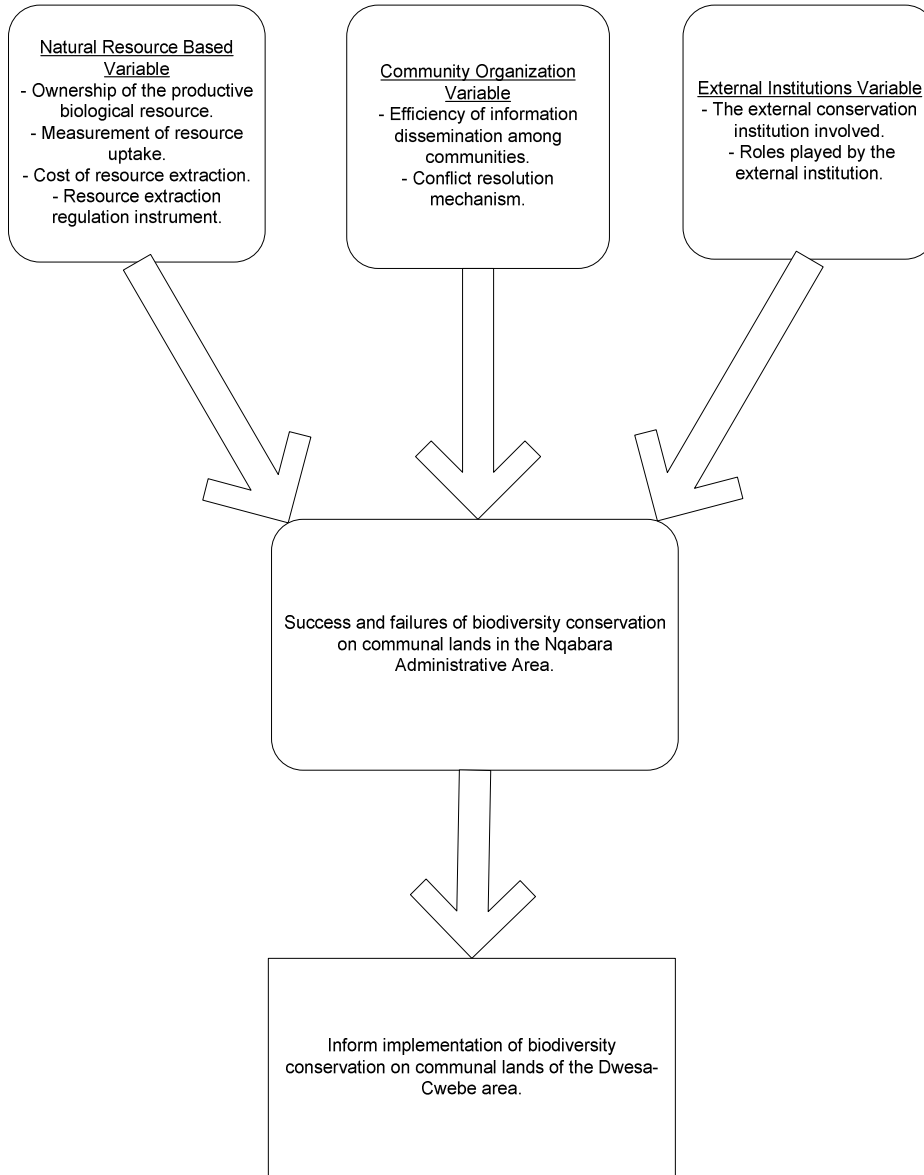 Natural Resource Based
Variable
- Ownership of the productive
biological resource.
- Measurement of resource
uptake.
- Cost of resource extraction.
- Resource extraction
regulation instrument.
Community Organization
Variable
- Efficiency of information
dissemination among
communities.
- Conflict resolution
mechanism.
External Institutions Variable
- The external conservation
institution involved.
- Roles played by the
external institution.
Success and failures of biodiversity conservation
on communal lands in the Nqabara
Administrative Area.
Inform implementation of biodiversity
conservation on communal lands of the Dwesa-
Cwebe area.